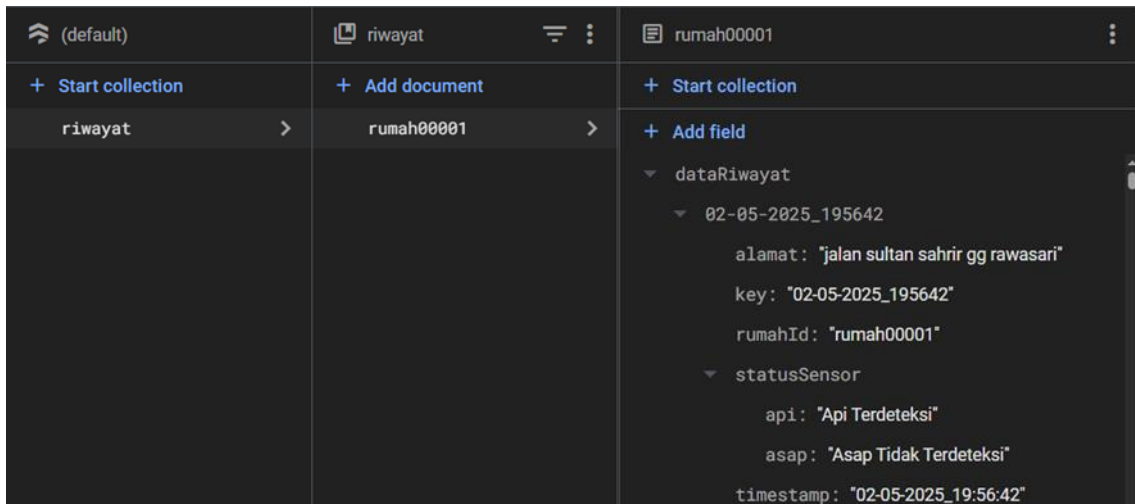 (default)
+ Start collection
riwayat
riwayat
+ Add document
rumah00001
rumah00001
+ Start collection
+ Add field
dataRiwayat
02-05-2025_195642
alamat: "jalan sultan sahrir gg rawasari"
key: "02-05-2025_195642"
rumahId: "rumah00001"
statusSensor
api: "Api Terdeteksi"
asap: "Asap Tidak Terdeteksi"
timestamp: "02-05-2025_19:56:42"